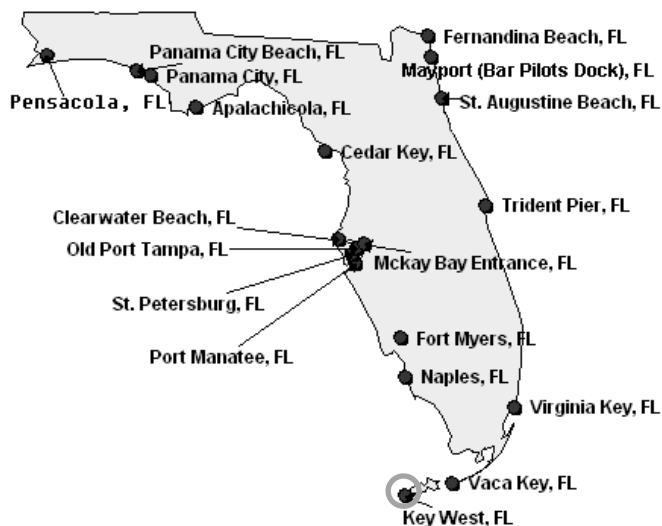 Fernandina Beach, FL
Panama City Beach, FL
Mayport (Bar Pilots Dock), FL
Panama City, FL
Pensacola, FL
Apalachicola, FL
St. Augustine Beach, FL
Cedar Key, FL
Trident Pier, FL
Clearwater Beach, FL
Old Port Tampa, FL
Mckay Bay Entrance, FL
St. Petersburg, FL
Fort Myers, FL
Port Manatee, FL
Naples, FL
Virginia Key, FL
Vaca Key, FL
Key West, FL